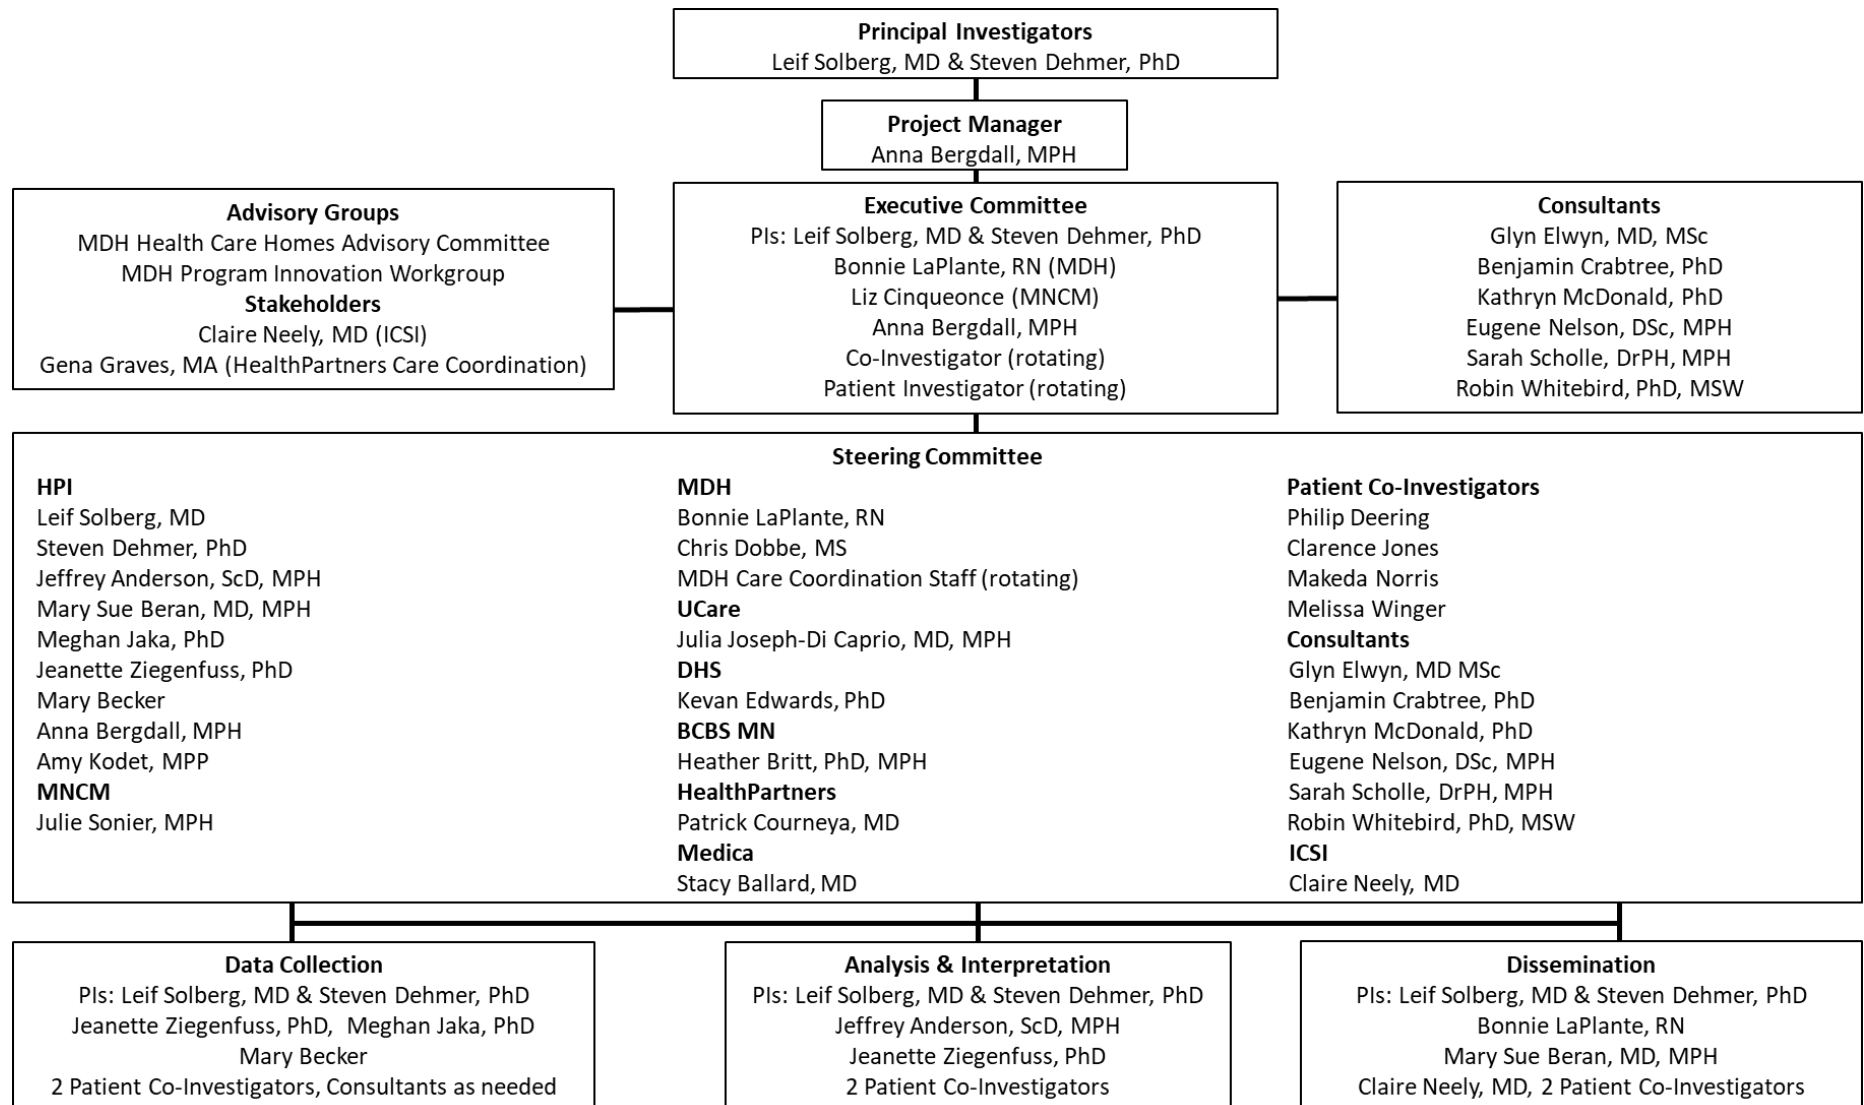 Principal Investigators
Leif Solberg, MD & Steven Dehmer, PhD
Project Manager
Anna Bergdall, MPH
Advisory Groups
MDH Health Care Homes Advisory Committee
MDH Program Innovation Workgroup
Stakeholders
Claire Neely, MD (ICSI)
Gena Graves, MA (HealthPartners Care Coordination)
Executive Committee
PIs: Leif Solberg, MD & Steven Dehmer, PhD
Bonnie LaPlante, RN (MDH)
Liz Cinqueonce (MNCM)
Anna Bergdall, MPH
Co-Investigator (rotating)
Patient Investigator (rotating)
Consultants
Glyn Elwyn, MD, MSc
Benjamin Crabtree, PhD
Kathryn McDonald, PhD
Eugene Nelson, DSc, MPH
Sarah Scholle, DrPH, MPH
Robin Whitebird, PhD, MSW
Steering Committee
HPI
Leif Solberg, MD
Steven Dehmer, PhD
Jeffrey Anderson, ScD, MPH
Mary Sue Beran, MD, MPH
Meghan Jaka, PhD
Jeanette Ziegenfuss, PhD
Mary Becker
Anna Bergdall, MPH
Amy Kodet, MPP
MNCM
Julie Sonier, MPH
MDH
Bonnie LaPlante, RN
Chris Dobbe, MS
MDH Care Coordination Staff (rotating)
UCare
Julia Joseph-Di Caprio, MD, MPH
DHS
Kevan Edwards, PhD
BCBS MN
Heather Britt, PhD, MPH
HealthPartners
Patrick Courneya, MD
Medica
Stacy Ballard, MD
Patient Co-Investigators
Philip Deering
Clarence Jones
Makeda Norris
Melissa Winger
Consultants
Glyn Elwyn, MD MSc
Benjamin Crabtree, PhD
Kathryn McDonald, PhD
Eugene Nelson, DSc, MPH
Sarah Scholle, DrPH, MPH
Robin Whitebird, PhD, MSW
ICSI
Claire Neely, MD
Data Collection
PIs: Leif Solberg, MD & Steven Dehmer, PhD
Jeanette Ziegenfuss, PhD, Meghan Jaka, PhD
Mary Becker
2 Patient Co-Investigators, Consultants as needed
Analysis & Interpretation
PIs: Leif Solberg, MD & Steven Dehmer, PhD
Jeffrey Anderson, ScD, MPH
Jeanette Ziegenfuss, PhD
2 Patient Co-Investigators
Dissemination
PIs: Leif Solberg, MD & Steven Dehmer, PhD
Bonnie LaPlante, RN
Mary Sue Beran, MD, MPH
Claire Neely, MD, 2 Patient Co-Investigators